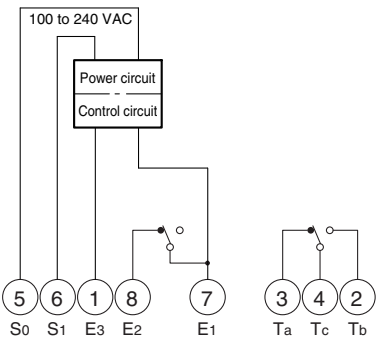 100 to 240 VAC
Power circuit
Control circuit
5 6 1 8 7 3 4 2
S0 S1 E3 E2 E1 Ta Tc Tb